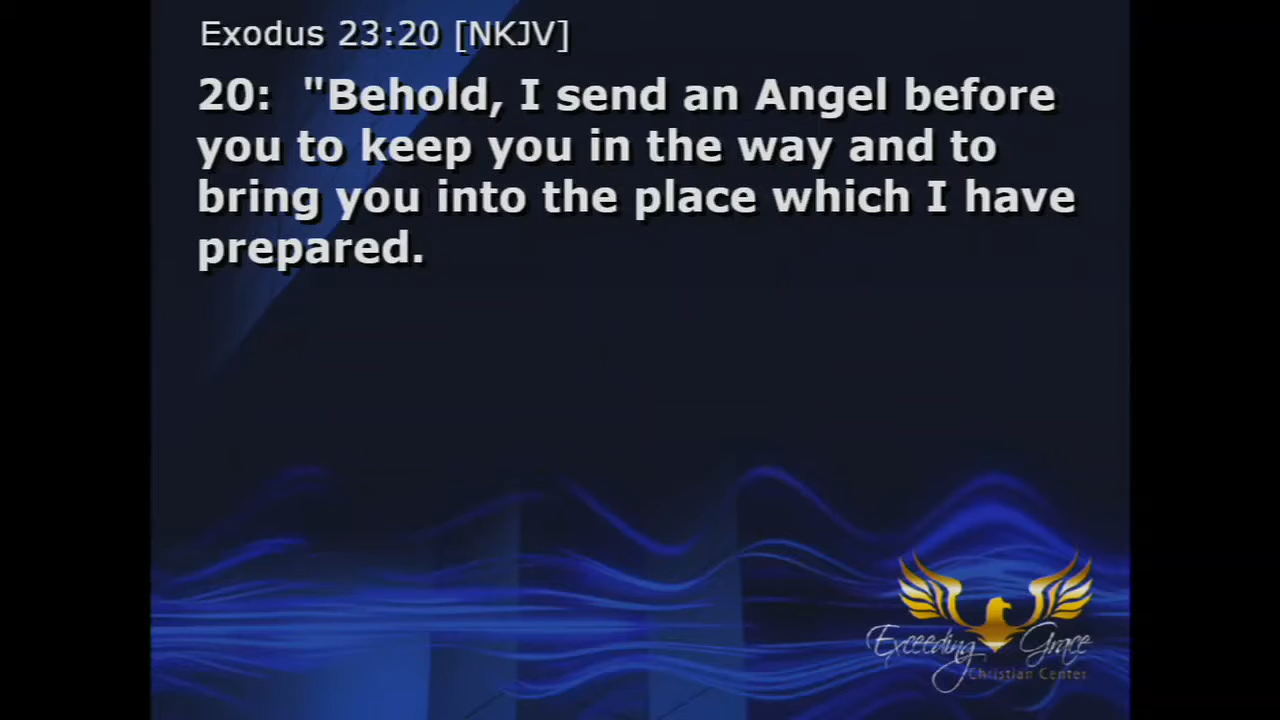 Exodus 23:20 [NKJV]
20: "Behold, I send an Angel before
you to keep you in the way and to
bring you into the place which I have
prepared.
Exceeding Grace
Christian Center